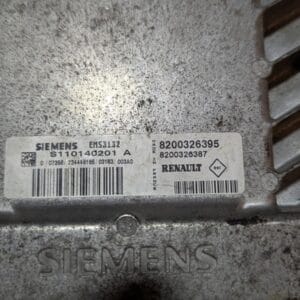 SIEMENS EMS3132
S110140201 A
8200326395
8200326387
RENAULT
SIEMENS